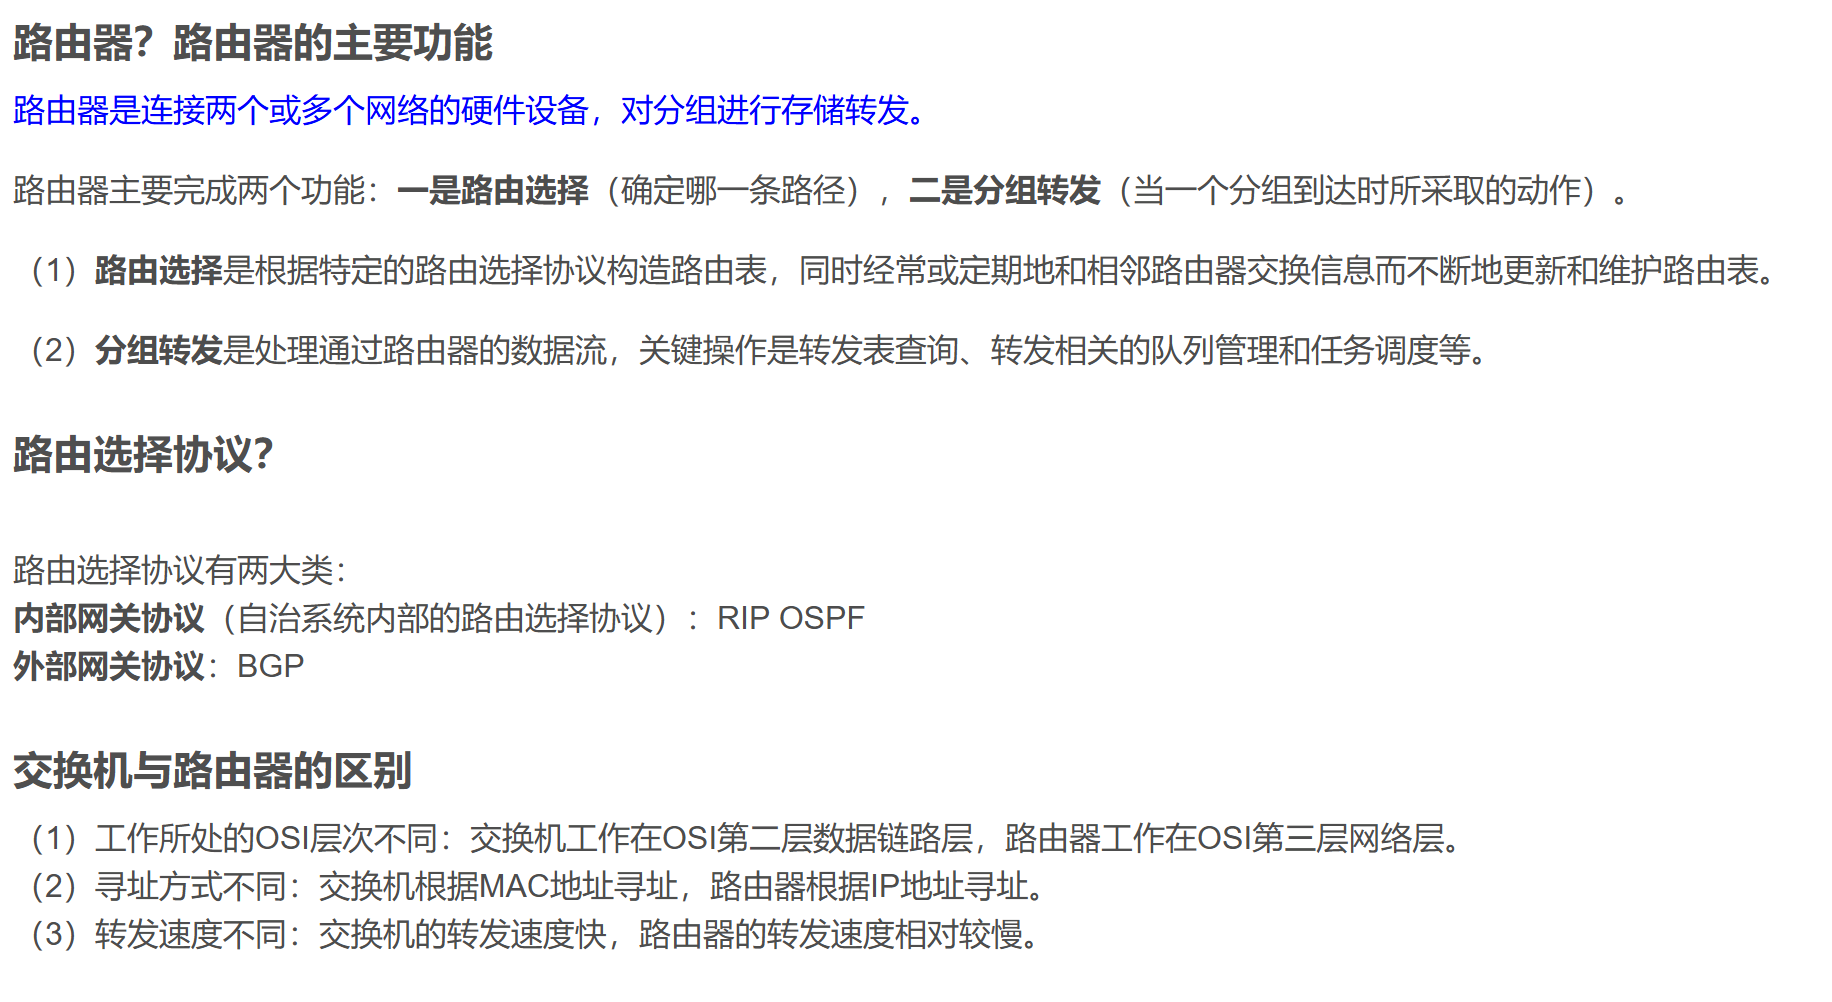 路由器？路由器的主要功能
路由器是连接两个或多个网络的硬件设备，对分组进行存储转发。
路由器主要完成两个功能：一是路由选择（确定哪一条路径），二是分组转发（当一个分组到达时所采取的动作）。
（1）路由选择是根据特定的路由选择协议构造路由表，同时经常或定期地和相邻路由器交换信息而不断地更新和维护路由表。
（2）分组转发是处理通过路由器的数据流，关键操作是转发表查询、转发相关的队列管理和任务调度等。
路由选择协议？
路由选择协议有两大类：
内部网关协议（自治系统内部的路由选择协议）：RIP OSPF
外部网关协议：BGP
交换机与路由器的区别
（1）工作所处的OSI层次不同：交换机工作在OSI第二层数据链路层，路由器工作在OSI第三层网络层。
（2）寻址方式不同：交换机根据MAC地址寻址，路由器根据IP地址寻址。
（3）转发速度不同：交换机的转发速度快，路由器的转发速度相对较慢。